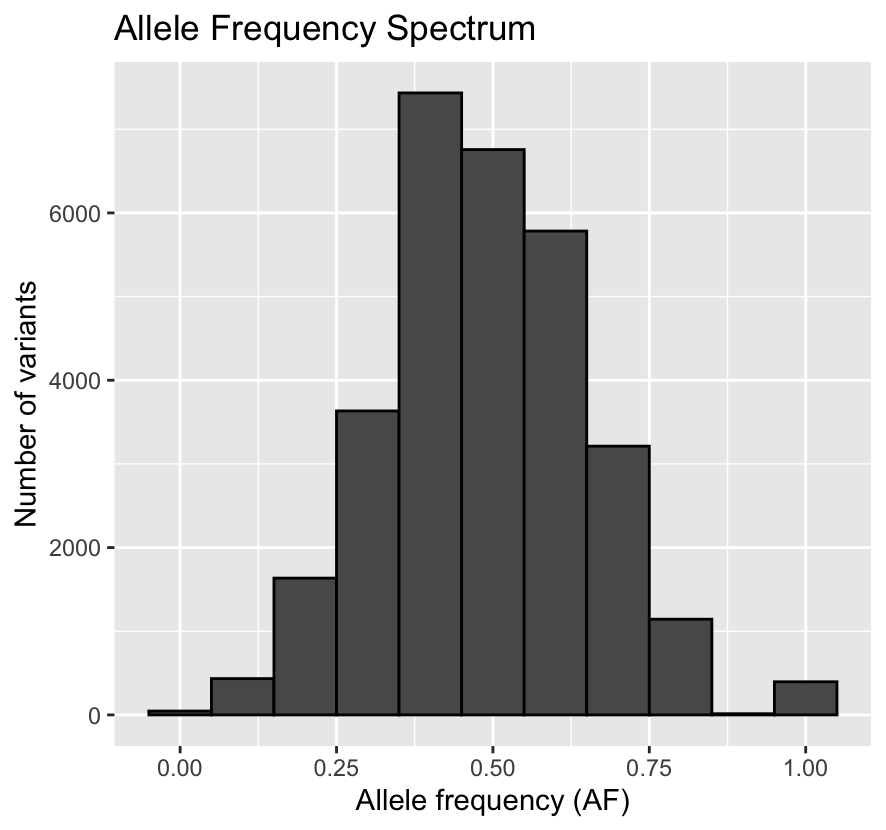 Allele Frequency Spectrum
Number of variants
6000
4000
2000
0
0.00 0.25 0.50 0.75 1.00
Allele frequency (AF)